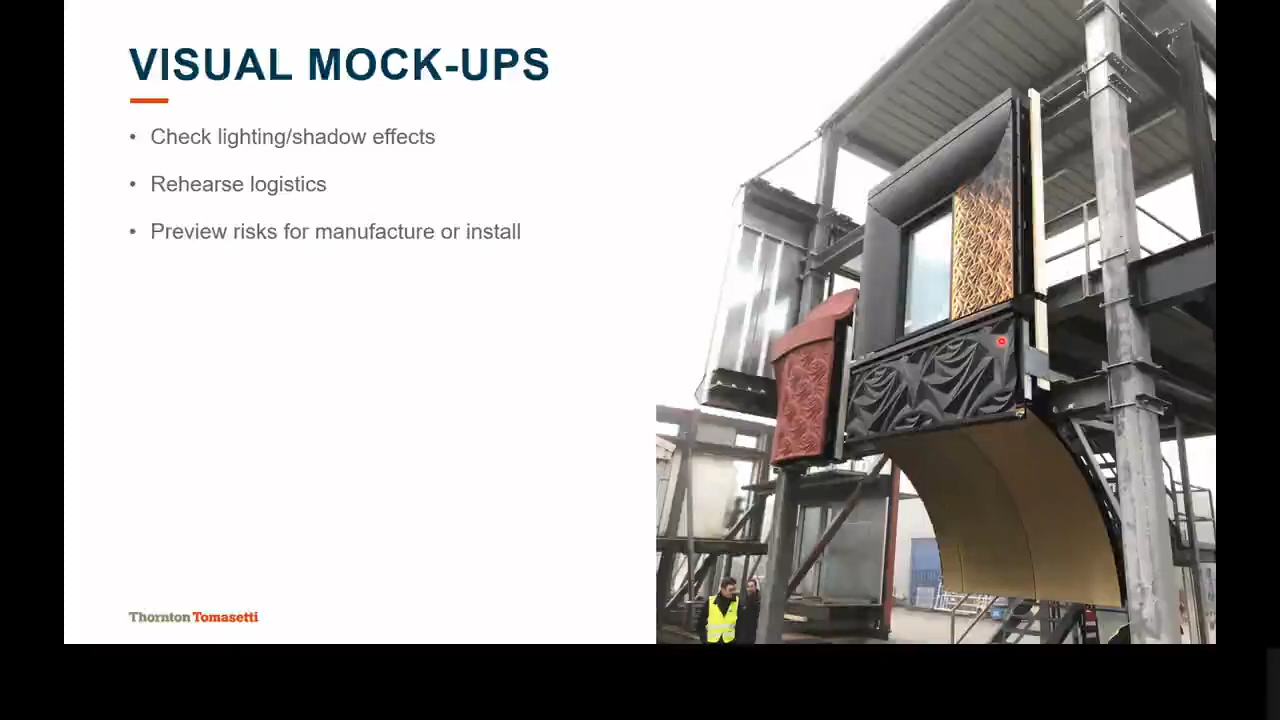 VISUAL MOCK-UPS
• Check lighting/shadow effects
• Rehearse logistics
• Preview risks for manufacture or install
Thornton Tomasetti